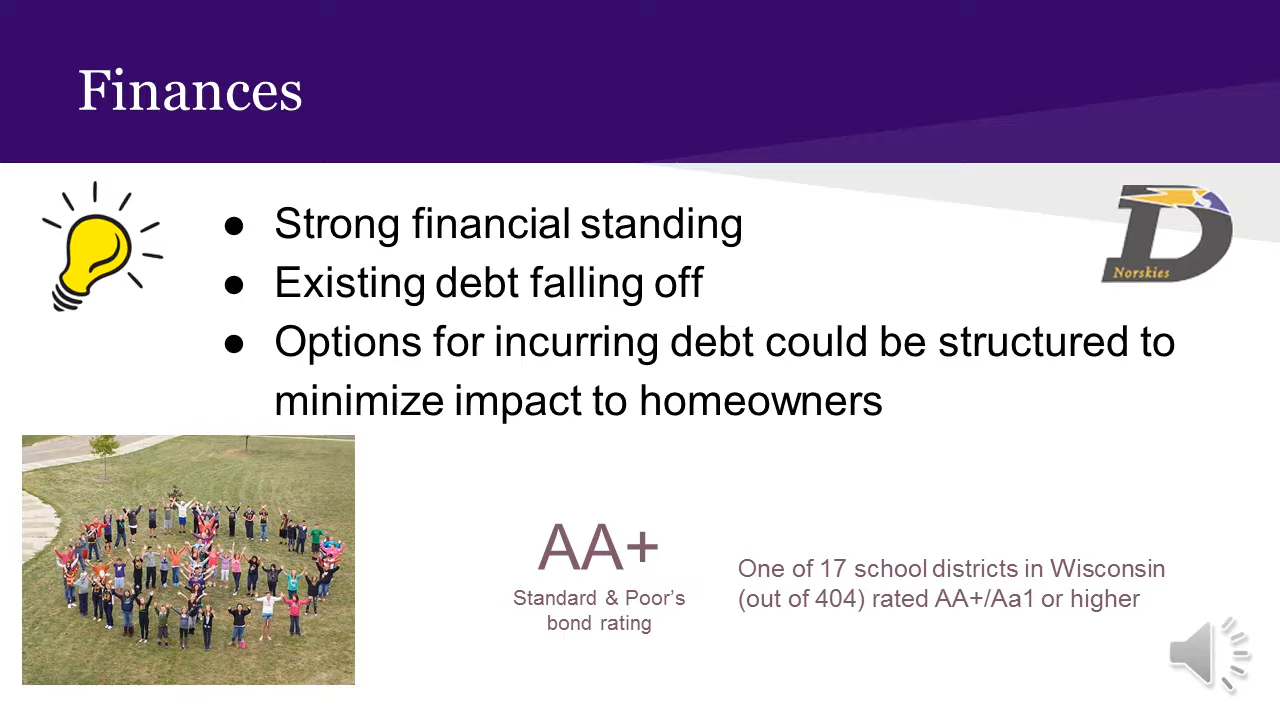 Finances
● Strong financial standing
● Existing debt falling off
● Options for incurring debt could be structured to
minimize impact to homeowners
D
Norskies
AA+
Standard & Poor’s
bond rating
One of 17 school districts in Wisconsin
(out of 404) rated AA+/Aa1 or higher